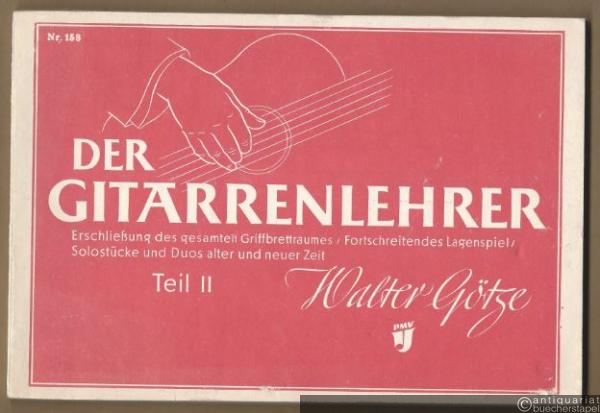 Nr. 158
DER
GITARRENLEHRER
Erschließung des gesamten Griffbrettraumes / Fortschreitendes Lagenspiel /
Solostücke und Duos alter und neuer Zeit
Teil II
Walter Götze
PMV
J
antiquariat
buecherstapel